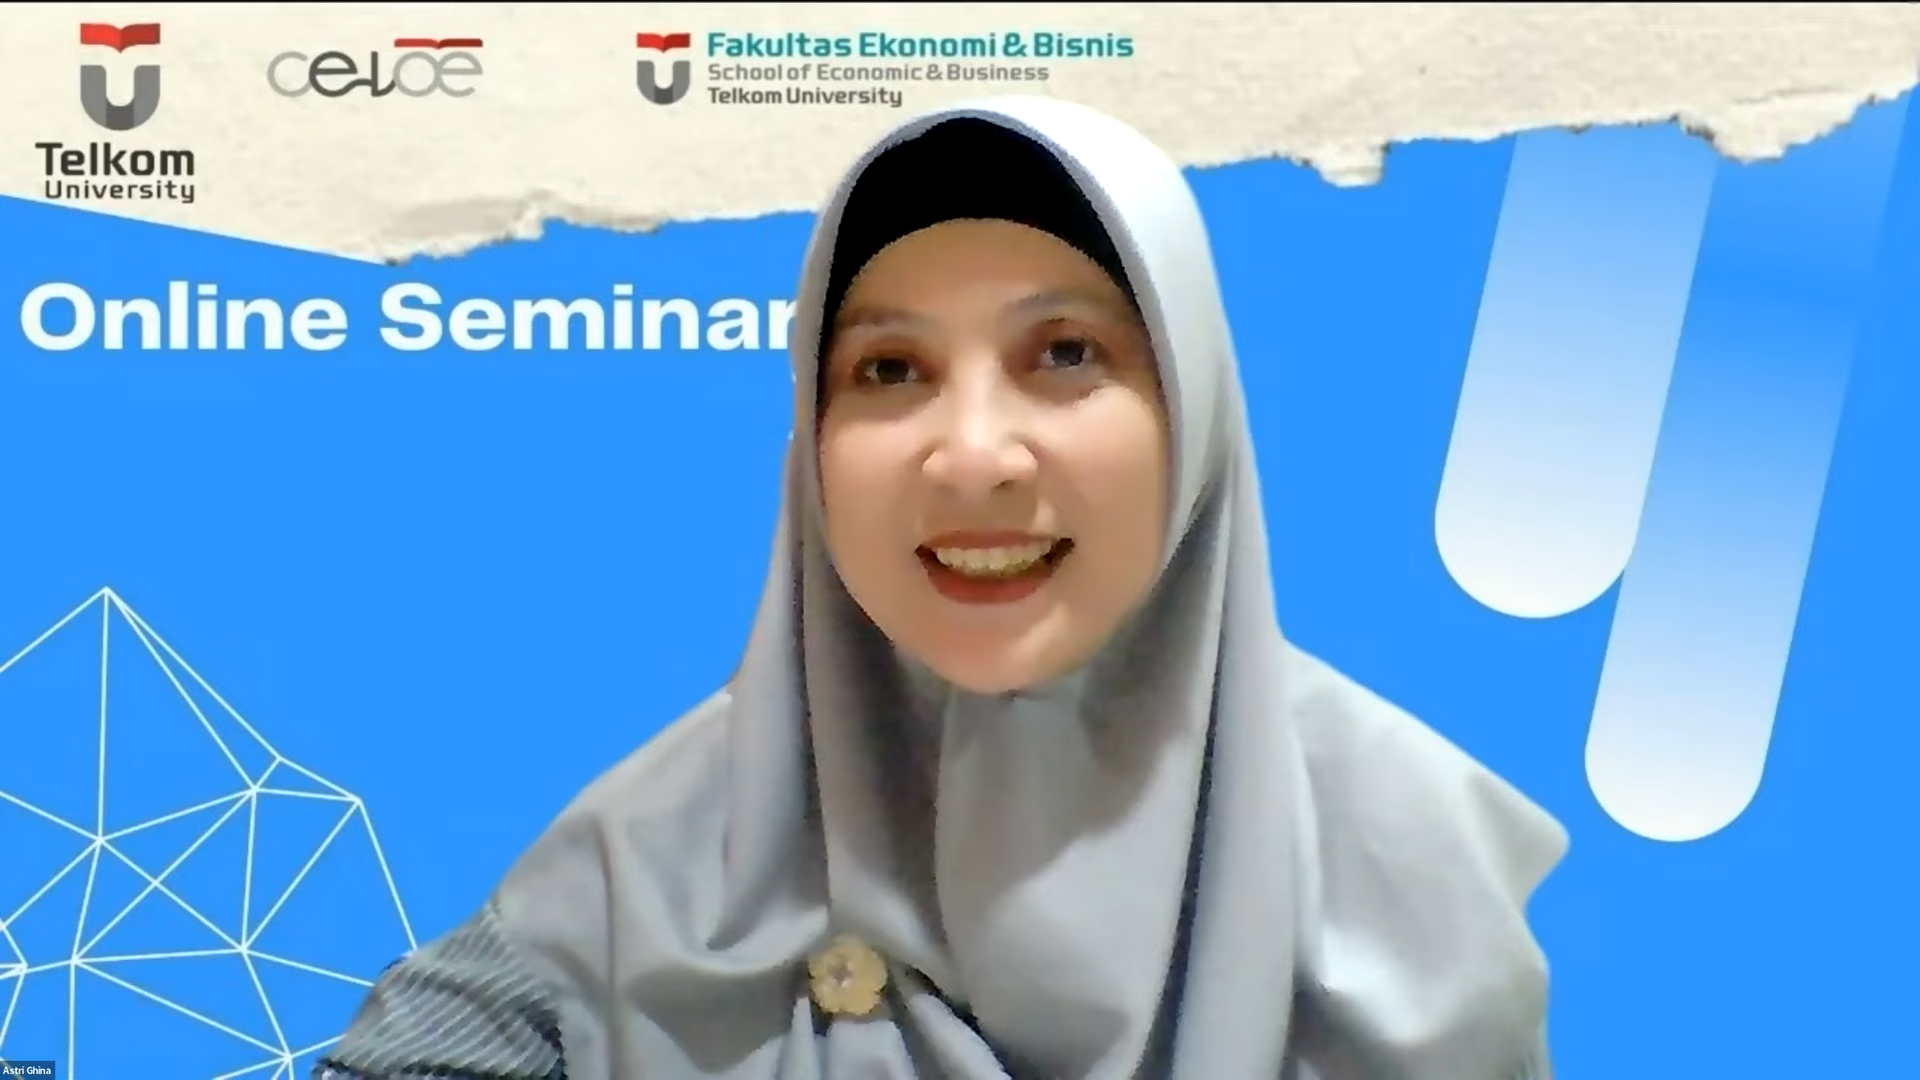 Telkom
University
celoe
Fakultas Ekonomi & Bisnis
School of Economic & Business
Telkom University
Online Seminar
Astri Ghina